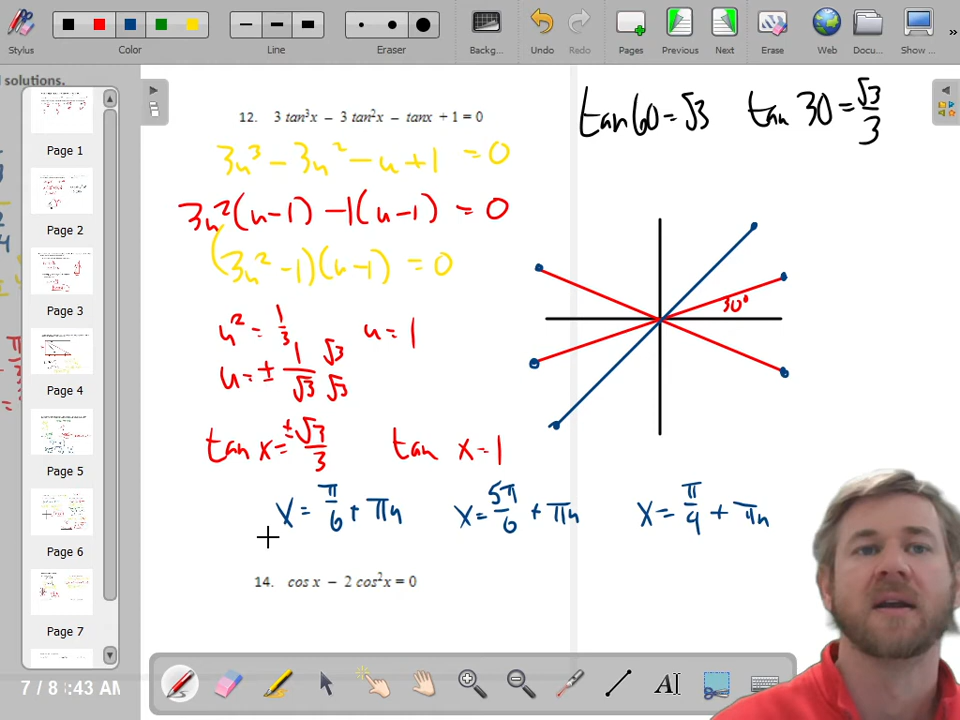 Stylus
Color
Line
Eraser
Backg...
Undo
Redo
Pages
Previous
Next
Erase
Web
Docu...
Show ...
»
solutions.
Page 1
Page 2
Page 3
Page 4
Page 5
Page 6
Page 7
7 / 8 :43 AM
12. 3 tan³x − 3 tan²x − tanx + 1 = 0
3u³ − 3u² − u + 1 = 0
3u²(u−1) −1(u−1) = 0
(3u² −1)(u−1) = 0
u² = 1/3 u = 1
u = ± 1/√3 √3/√3
tan x = ±√3/3 tan x = 1
x = π/6 + πn x = 5π/6 + πn x = π/4 + πn
tan 60 = √3 tan 30 = √3/3
30°
14. cos x − 2 cos²x = 0
A